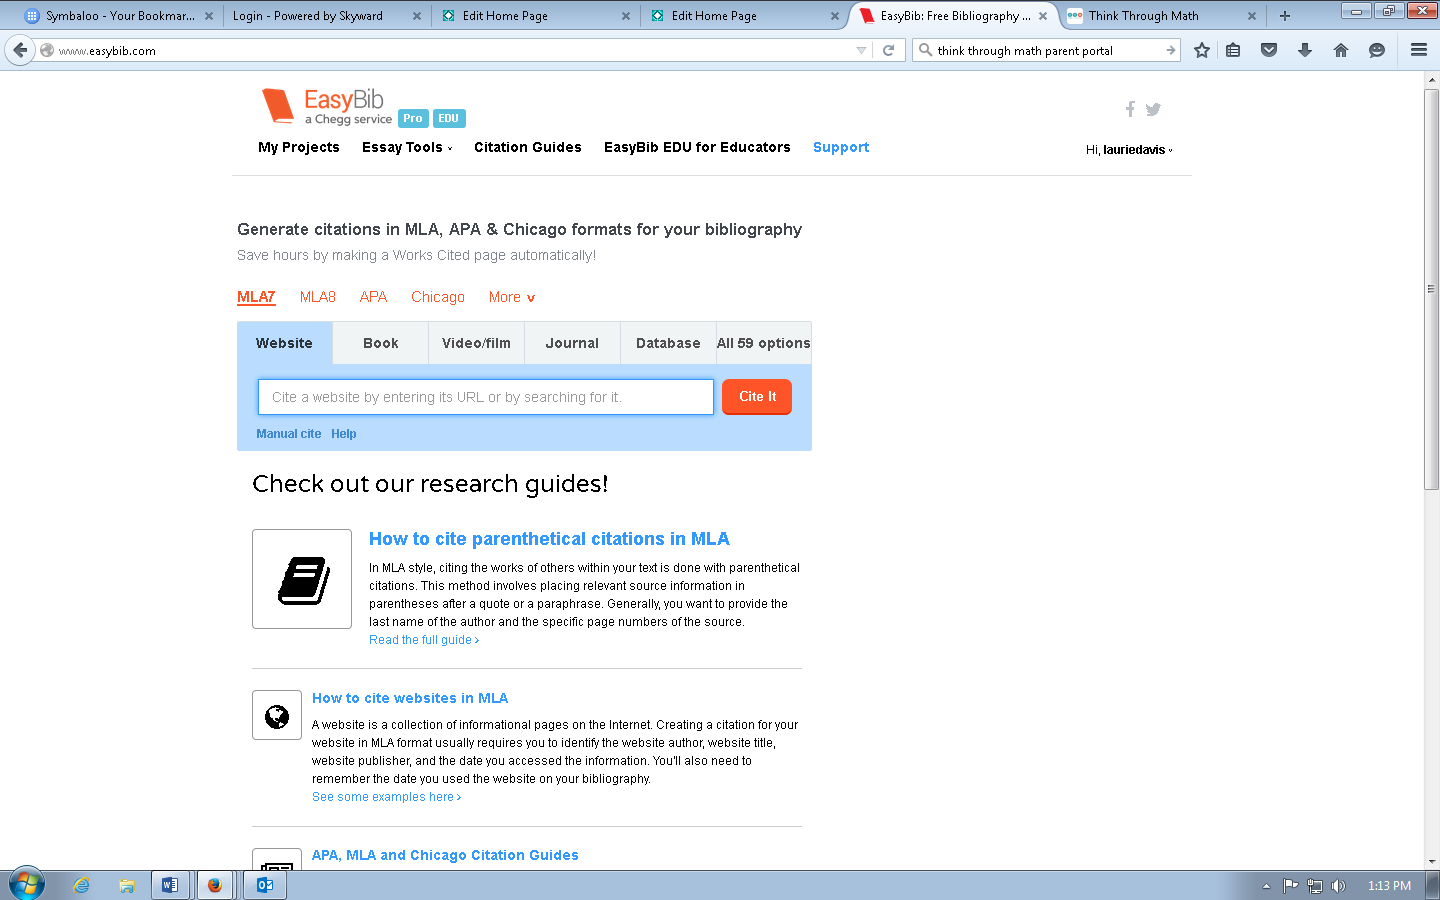 Symbaloo - Your Bookmar...
Login - Powered by Skyward
Edit Home Page
Edit Home Page
EasyBib: Free Bibliography ...
Think Through Math
www.easybib.com
think through math parent portal
EasyBib
a Chegg service
Pro
EDU
My Projects
Essay Tools
Citation Guides
EasyBib EDU for Educators
Support
Hi, lauriedavis
Generate citations in MLA, APA & Chicago formats for your bibliography
Save hours by making a Works Cited page automatically!
MLA7
MLA8
APA
Chicago
More
Website
Book
Video/film
Journal
Database
All 59 options
Cite a website by entering its URL or by searching for it.
Cite It
Manual cite
Help
Check out our research guides!
How to cite parenthetical citations in MLA
In MLA style, citing the works of others within your text is done with parenthetical
citations. This method involves placing relevant source information in
parentheses after a quote or a paraphrase. Generally, you want to provide the
last name of the author and the specific page numbers of the source.
Read the full guide ›
How to cite websites in MLA
A website is a collection of informational pages on the Internet. Creating a citation for your
website in MLA format usually requires you to identify the website author, website title,
website publisher, and the date you accessed the information. You'll also need to
remember the date you used the website on your bibliography.
See some examples here ›
APA, MLA and Chicago Citation Guides
1:13 PM